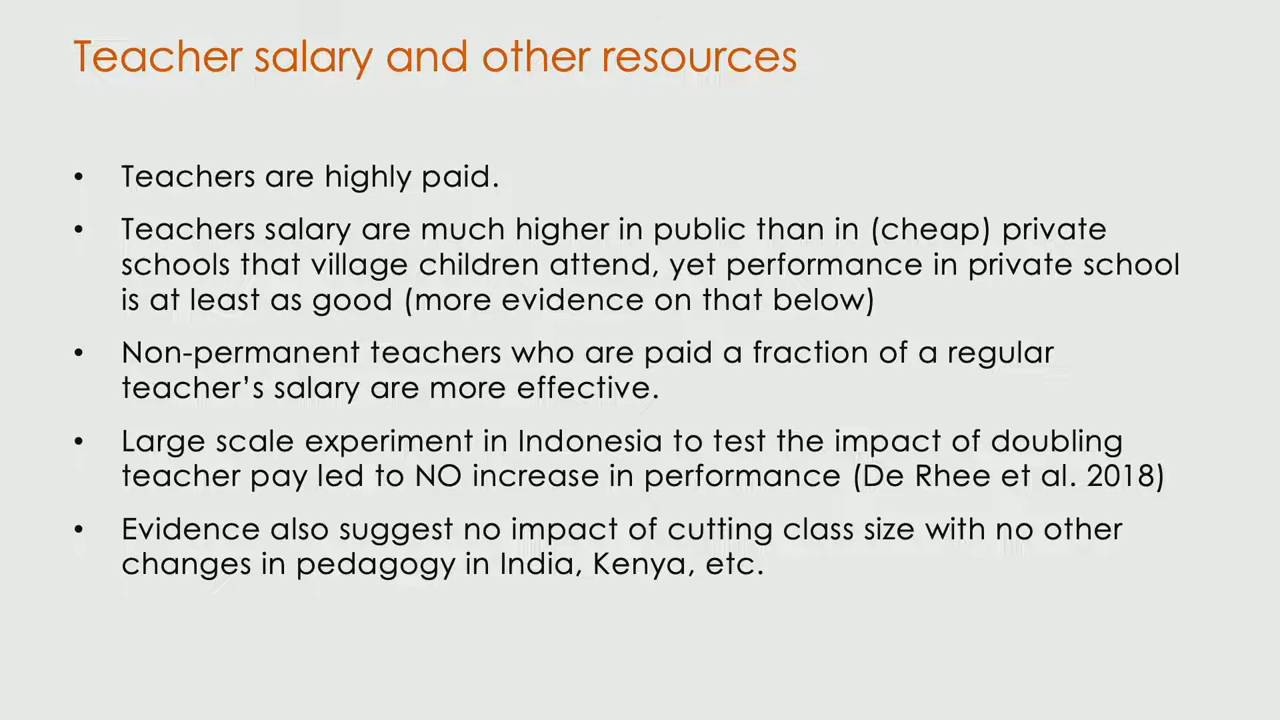 Teacher salary and other resources
• Teachers are highly paid.
• Teachers salary are much higher in public than in (cheap) private
schools that village children attend, yet performance in private school
is at least as good (more evidence on that below)
• Non-permanent teachers who are paid a fraction of a regular
teacher’s salary are more effective.
• Large scale experiment in Indonesia to test the impact of doubling
teacher pay led to NO increase in performance (De Rhee et al. 2018)
• Evidence also suggest no impact of cutting class size with no other
changes in pedagogy in India, Kenya, etc.